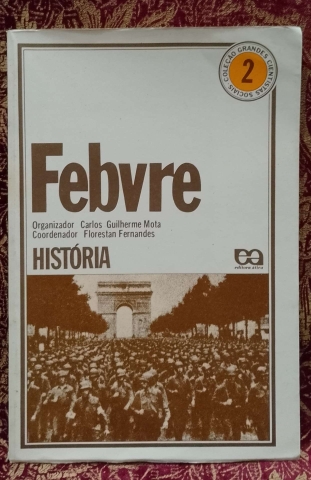 COLEÇÃO GRANDES CIENTISTAS SOCIAIS
2
Febvre
Organizador Carlos Guilherme Mota
Coordenador Florestan Fernandes
HISTÓRIA
editora ática